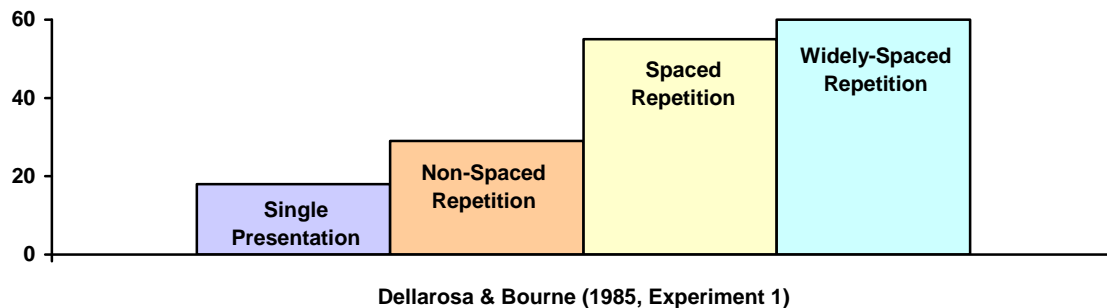 60
40
20
0
Single
Presentation
Non-Spaced
Repetition
Spaced
Repetition
Widely-Spaced
Repetition
Dellarosa & Bourne (1985, Experiment 1)